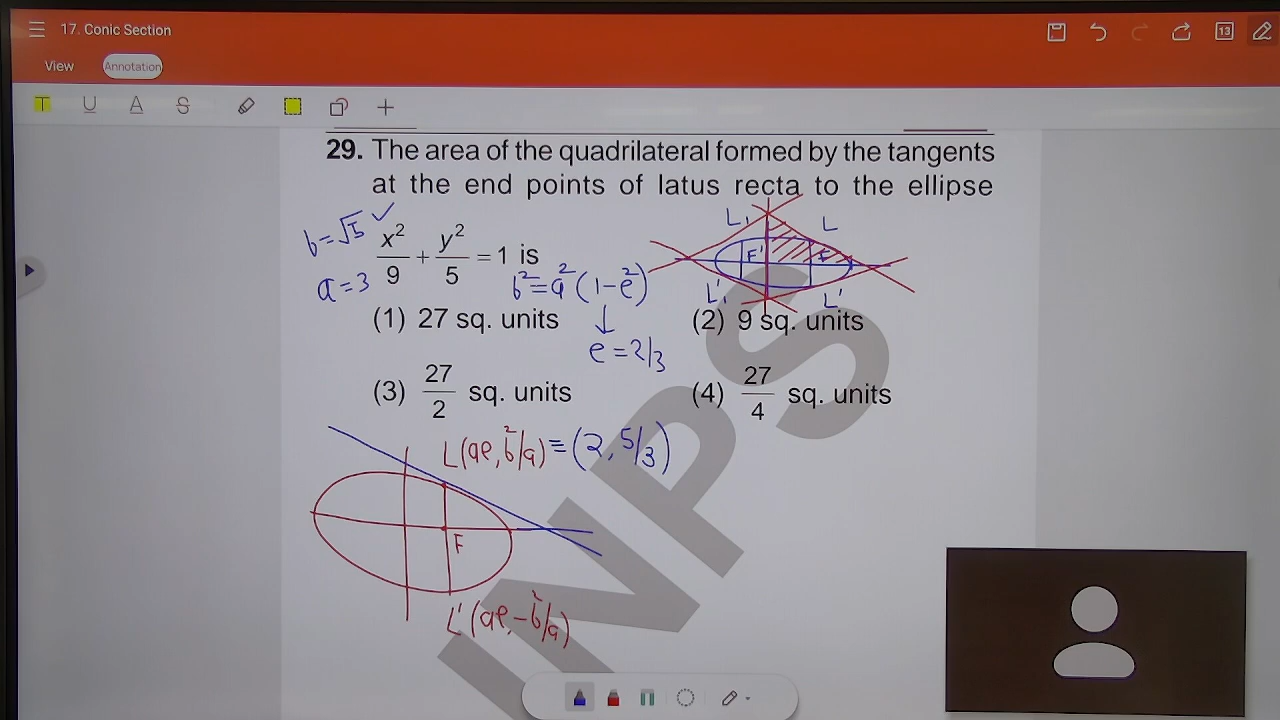 17. Conic Section
13
View
Annotation
T U A S
29. The area of the quadrilateral formed by the tangents
at the end points of latus recta to the ellipse
b=√5 ✓
x²/9 + y²/5 = 1 is
a=3
b²=a²(1-e²)
↓
e=2/3
L₁ L
F' F
L₁' L'
(1) 27 sq. units
(2) 9 sq. units
(3) 27/2 sq. units
(4) 27/4 sq. units
L(ae, b²/a) ≡ (2, 5/3)
F
L'(ae, -b²/a)
NPS